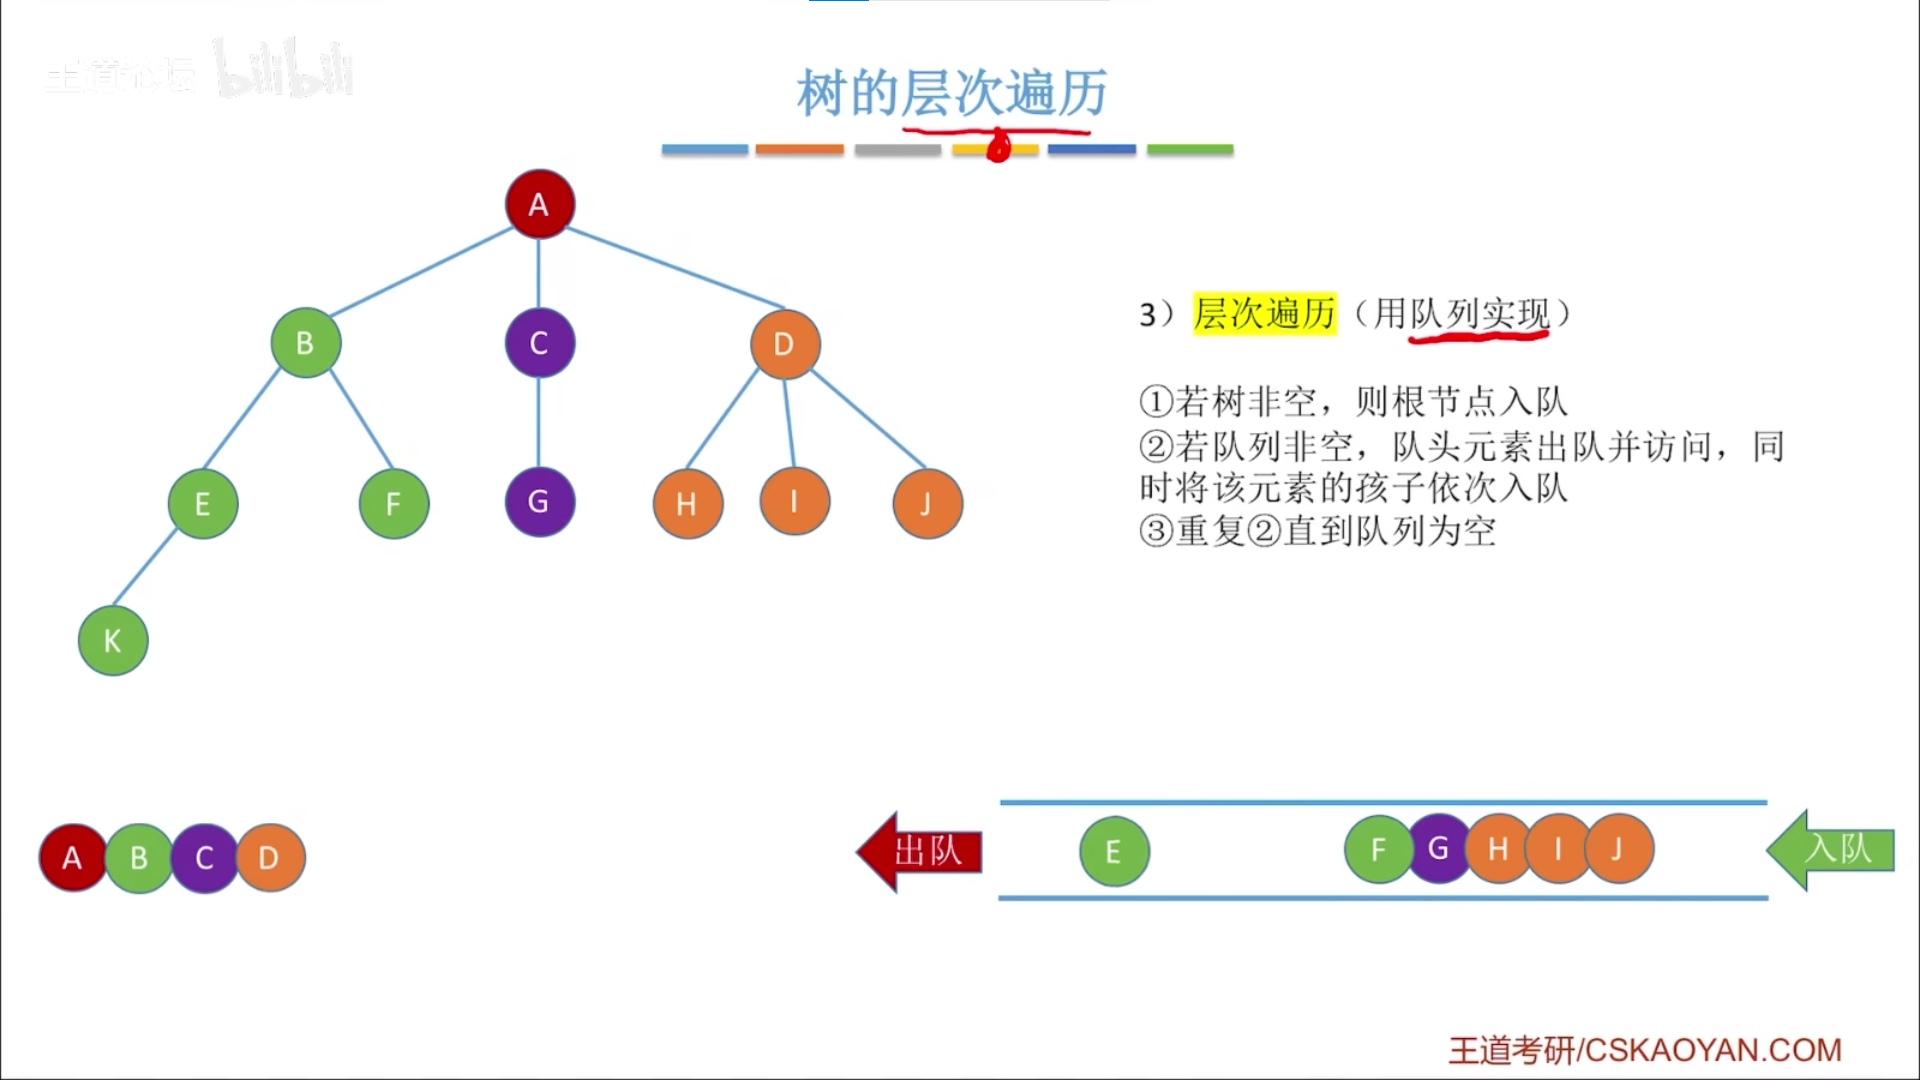 王道论坛 bilibili
树的层次遍历
A
B C D
E F G H I J
K
3）层次遍历（用队列实现）
①若树非空，则根节点入队
②若队列非空，队头元素出队并访问，同
时将该元素的孩子依次入队
③重复②直到队列为空
A B C D
出队
E F G H I J
入队
王道考研/CSKAOYAN.COM